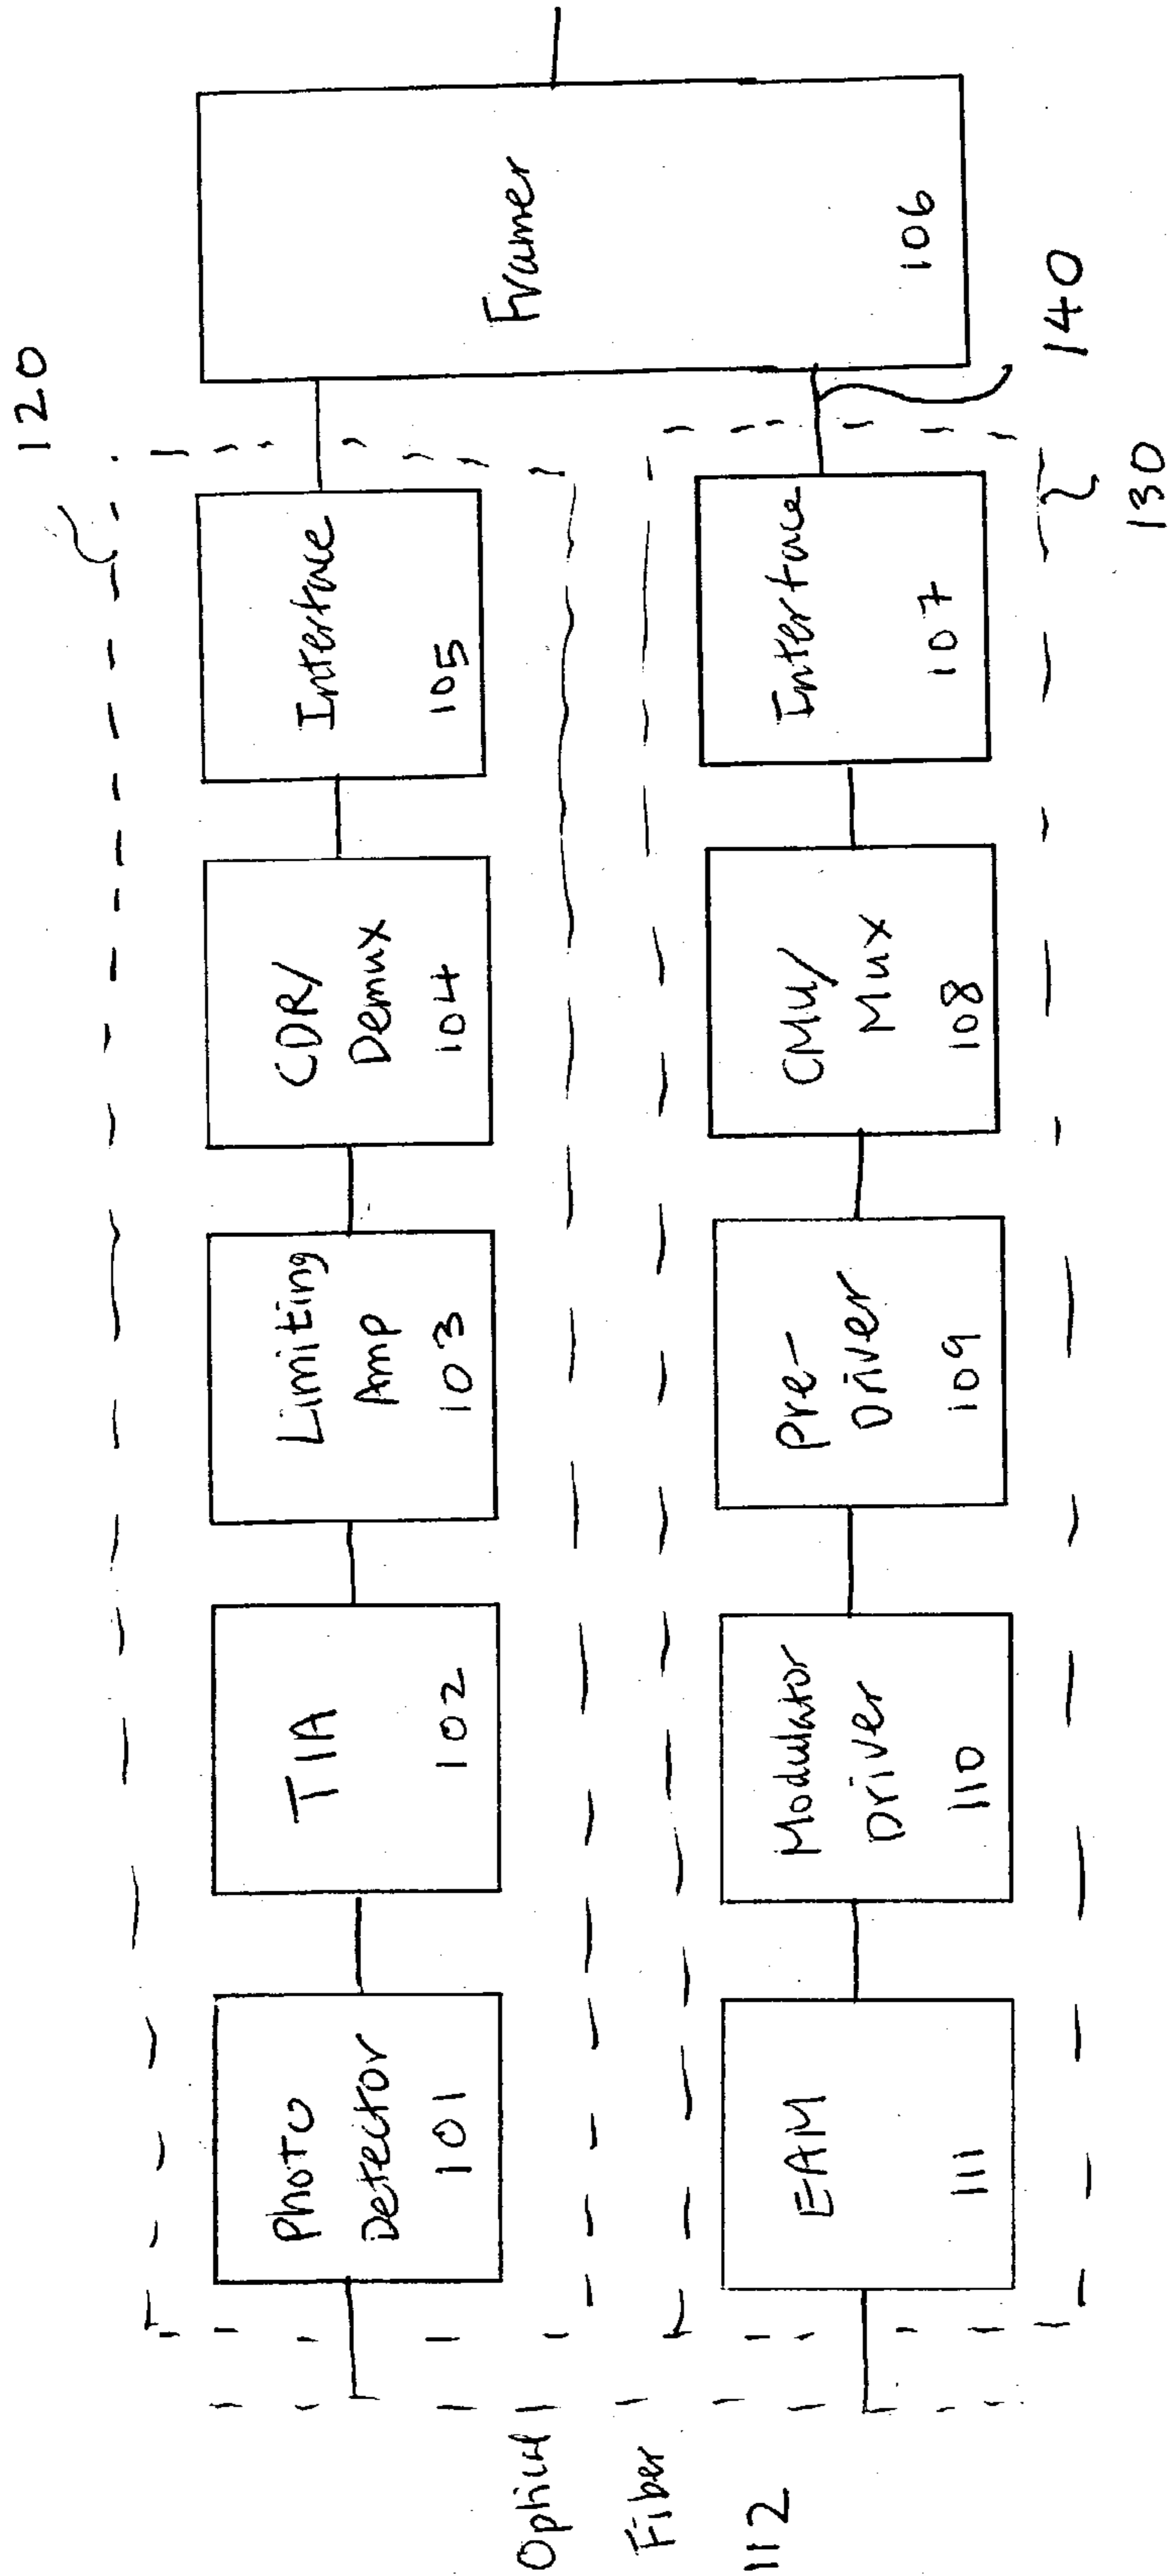 120
Photo
Detector
101
TIA
102
Limiting
Amp
103
CDR/
Demux
104
Interface
105
Framer
106
Optical
Fiber
112
EAM
111
Modulator
Driver
110
Pre-
Driver
109
CMU/
Mux
108
Interface
107
140
130